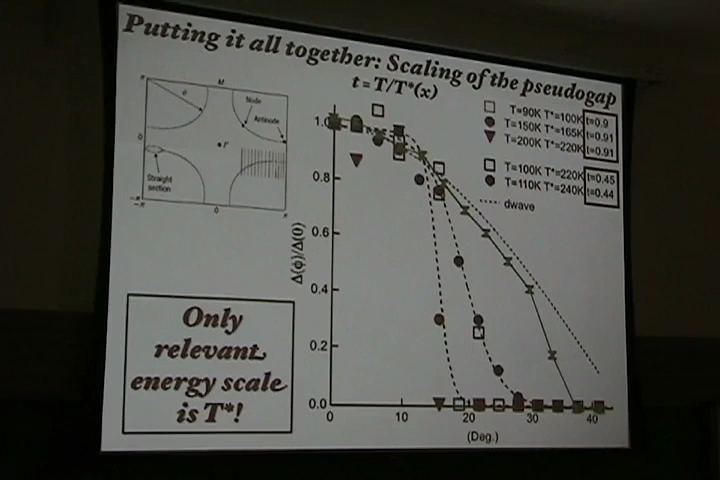 Putting it all together: Scaling of the pseudogap
t = T/T*(x)
π
M
Φ
Node
Antinode
0
Γ
Straight
section
-π
-π
0
π
T=90K T*=100K t=0.9
T=150K T*=165K t=0.91
T=200K T*=220K t=0.91
T=100K T*=220K t=0.45
T=110K T*=240K t=0.44
dwave
1.0
0.8
0.6
0.4
0.2
0.0
Δ(ϕ)/Δ(0)
0
10
20
30
40
(Deg.)
Only
relevant
energy scale
is T*!